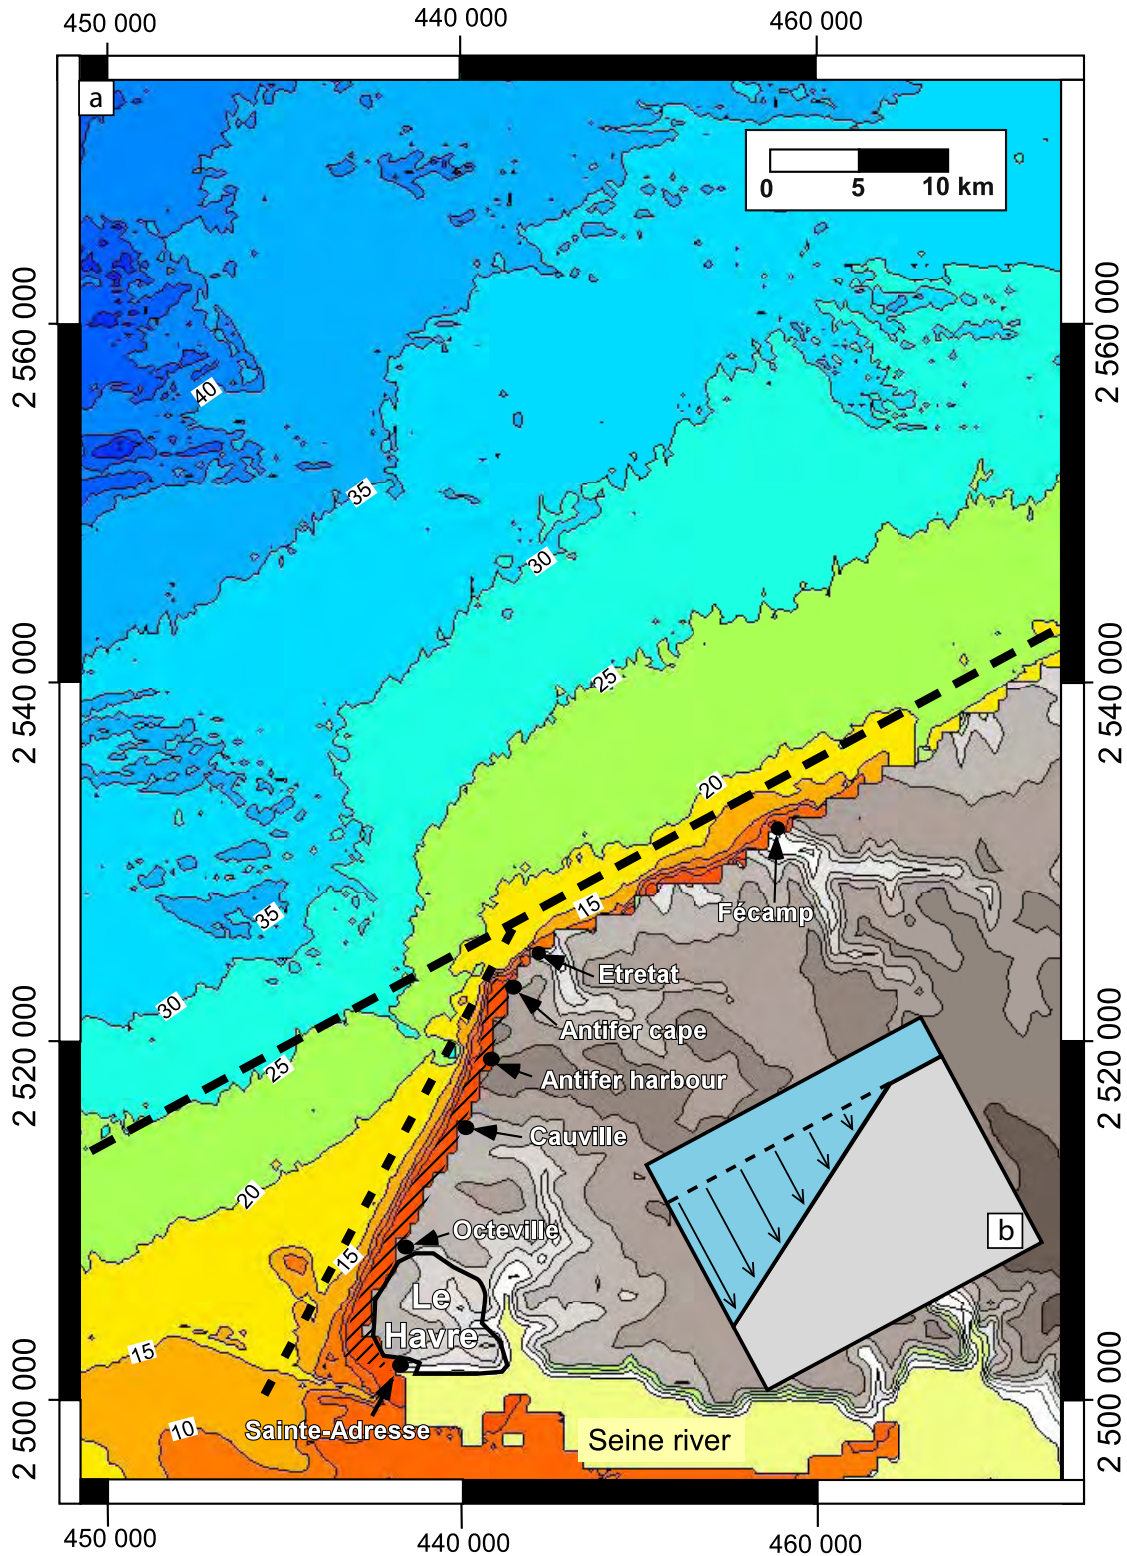 450 000
440 000
460 000
a
0
5
10 km
2 560 000
2 560 000
40
35
30
25
2 540 000
2 540 000
20
15
Fécamp
35
Etretat
30
Antifer cape
2 520 000
2 520 000
25
Antifer harbour
Cauville
20
Octeville
b
15
Le
Havre
15
2 500 000
2 500 000
10
Sainte-Adresse
Seine river
450 000
440 000
460 000